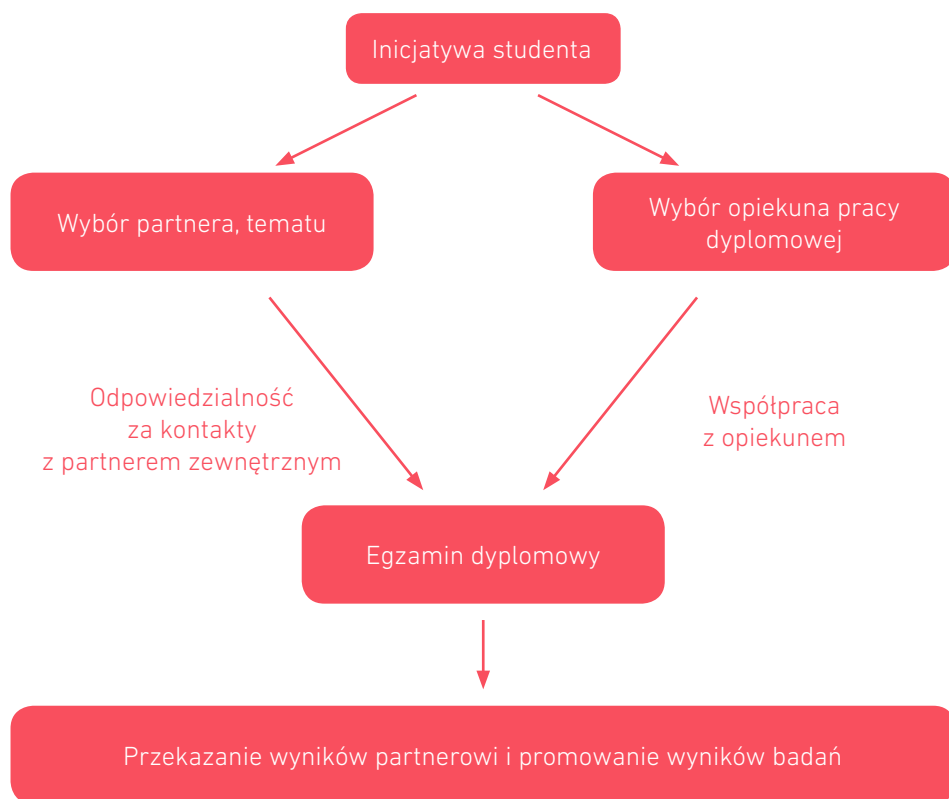 Inicjatywa studenta
Wybór partnera, tematu
Wybór opiekuna pracy
dyplomowej
Odpowiedzialność
za kontakty
z partnerem zewnętrznym
Współpraca
z opiekunem
Egzamin dyplomowy
Przekazanie wyników partnerowi i promowanie wyników badań